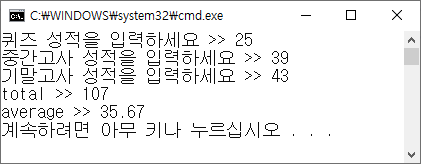 C:\WINDOWS\system32\cmd.exe
퀴즈 성적을 입력하세요 >> 25
중간고사 성적을 입력하세요 >> 39
기말고사 성적을 입력하세요 >> 43
total >> 107
average >> 35.67
계속하려면 아무 키나 누르십시오 . . .